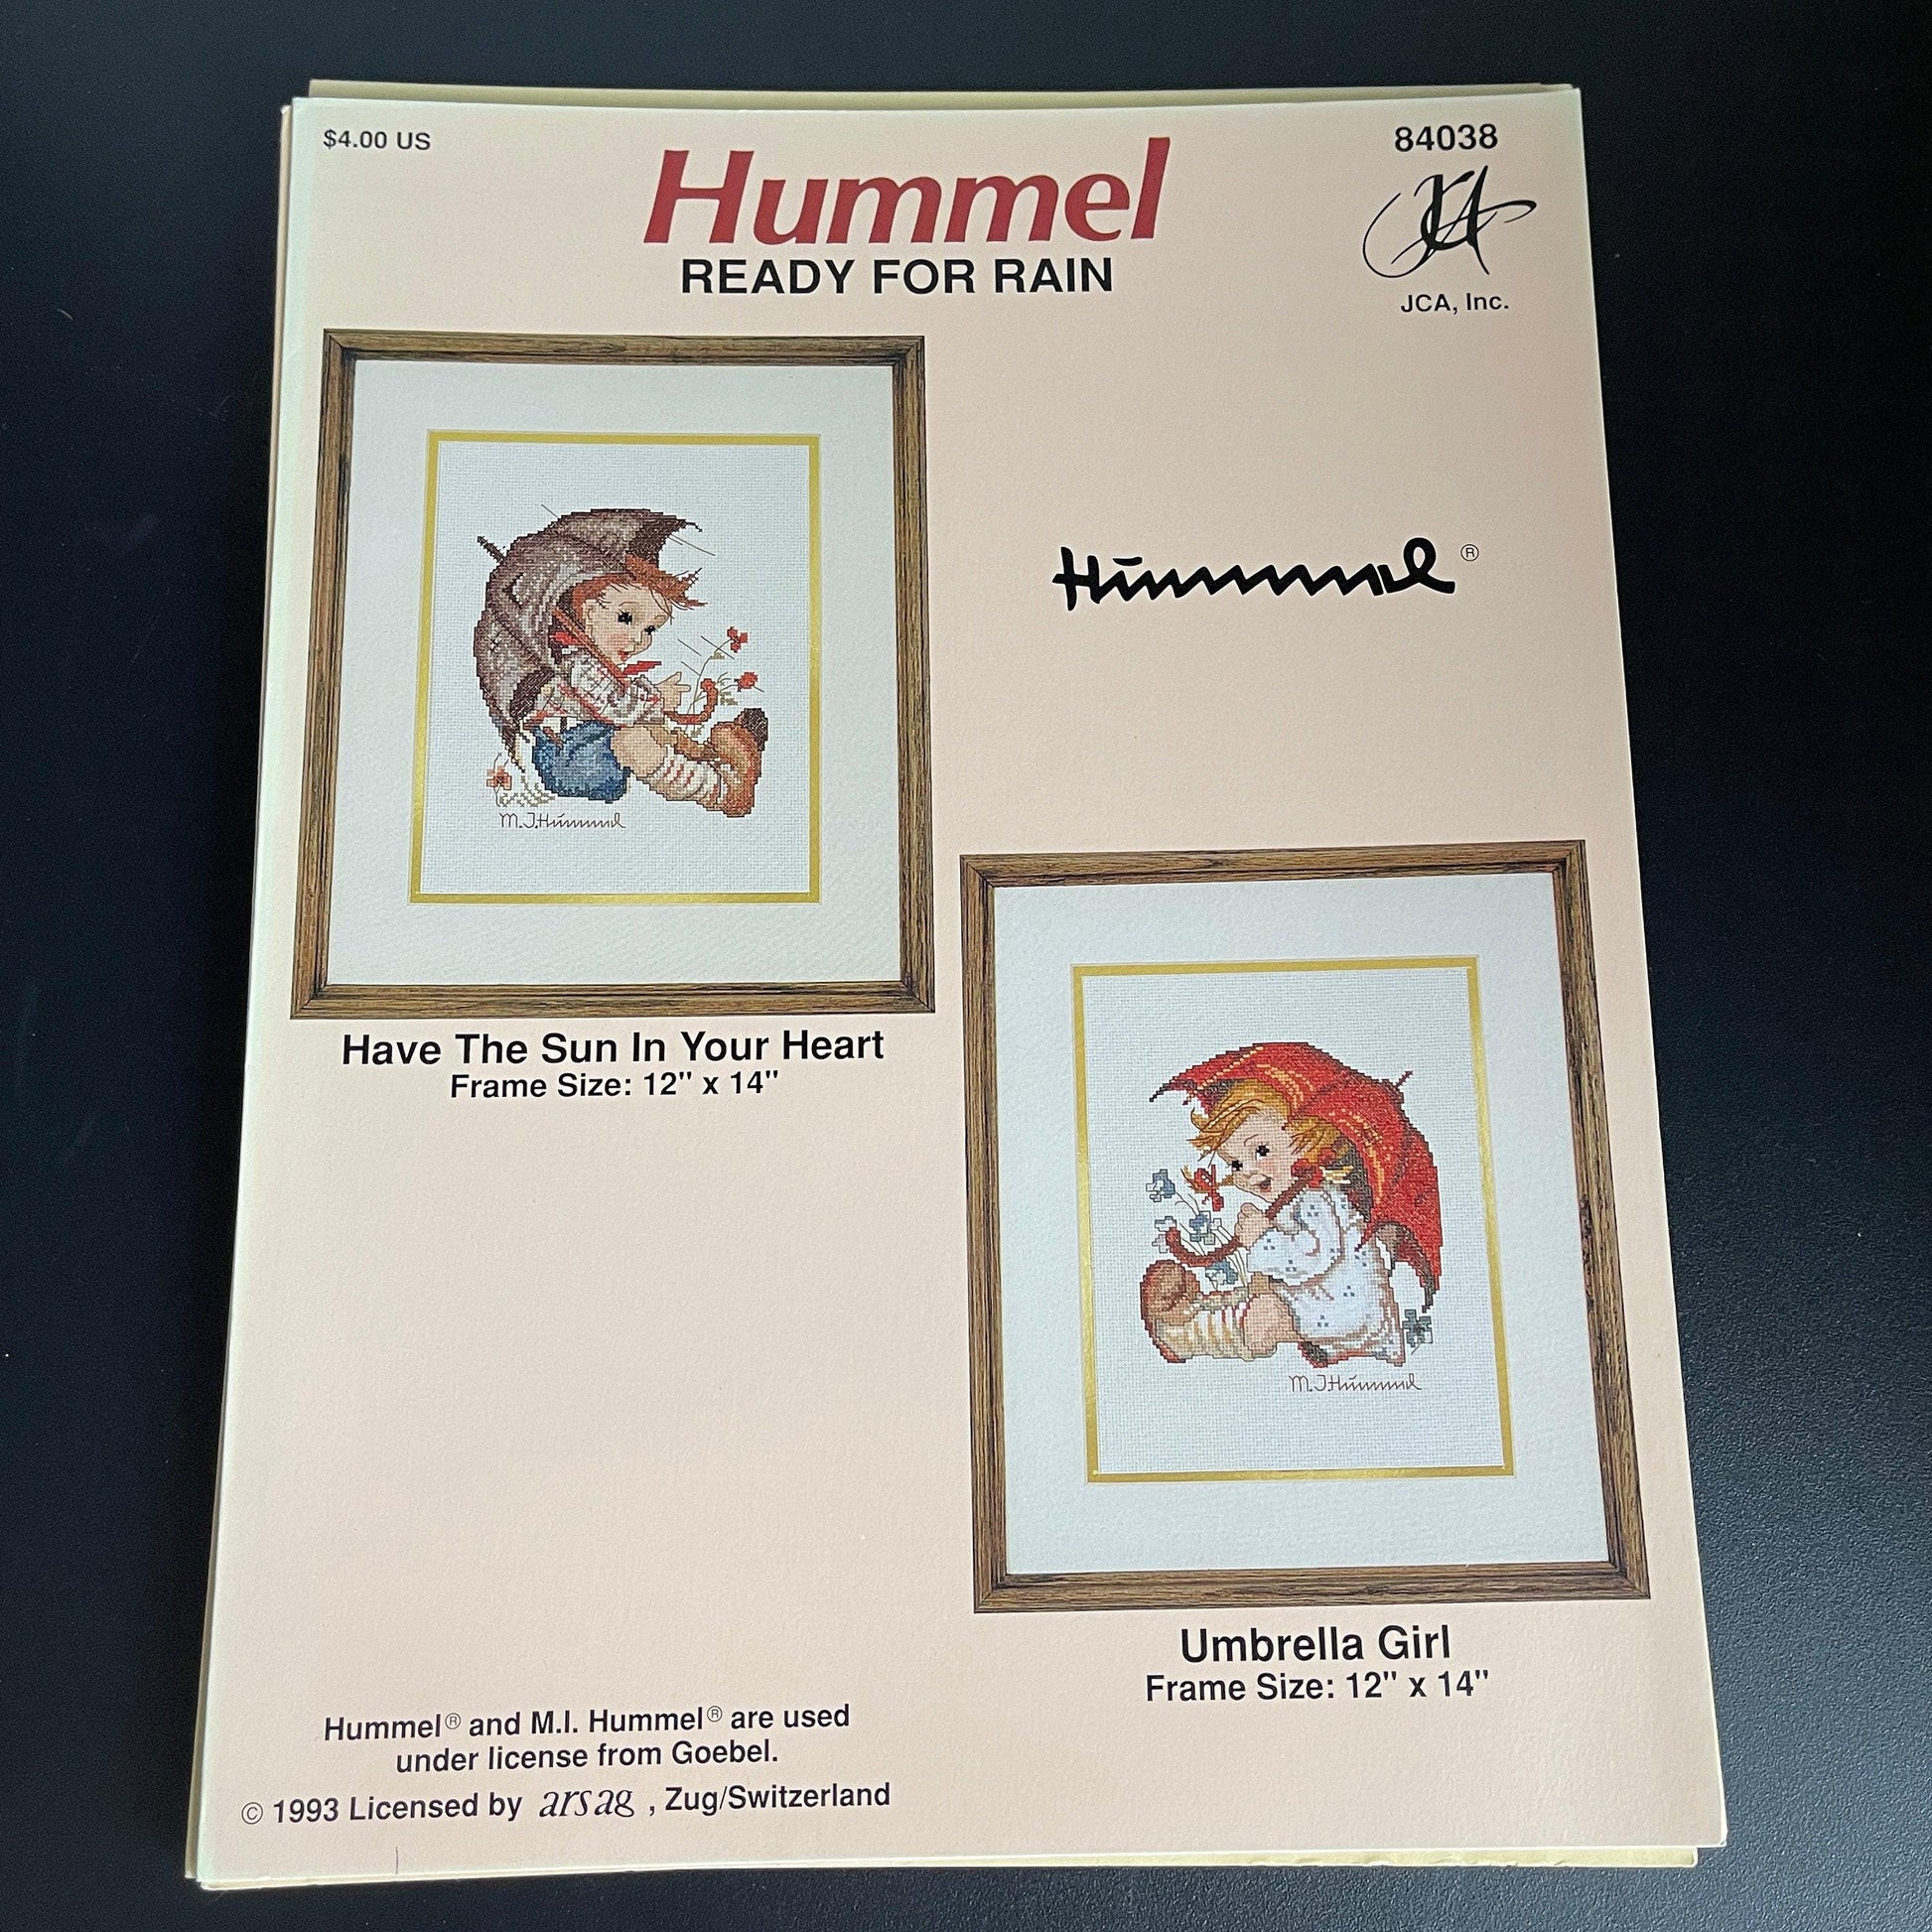 $4.00 US
Hummel
READY FOR RAIN
84038
JCA
JCA, Inc.
Hummel®
M.J.Hummel
Have The Sun In Your Heart
Frame Size: 12" x 14"
M.J.Hummel
Umbrella Girl
Frame Size: 12" x 14"
Hummel® and M.I. Hummel® are used
under license from Goebel.
© 1993 Licensed by arsag, Zug/Switzerland